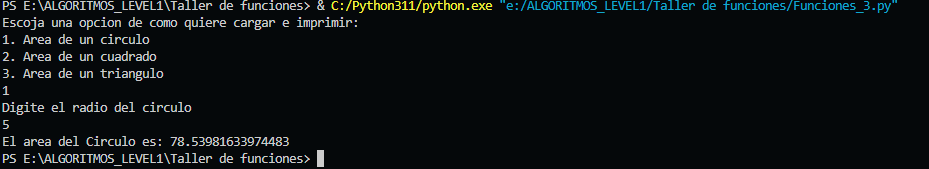 PS E:\ALGORITMOS_LEVEL1\Taller de funciones> & C:/Python311/python.exe "e:/ALGORITMOS_LEVEL1/Taller de funciones/Funciones_3.py"
Escoja una opcion de como quiere cargar e imprimir:
1. Area de un circulo
2. Area de un cuadrado
3. Area de un triangulo
1
Digite el radio del circulo
5
El area del Circulo es: 78.53981633974483
PS E:\ALGORITMOS_LEVEL1\Taller de funciones>